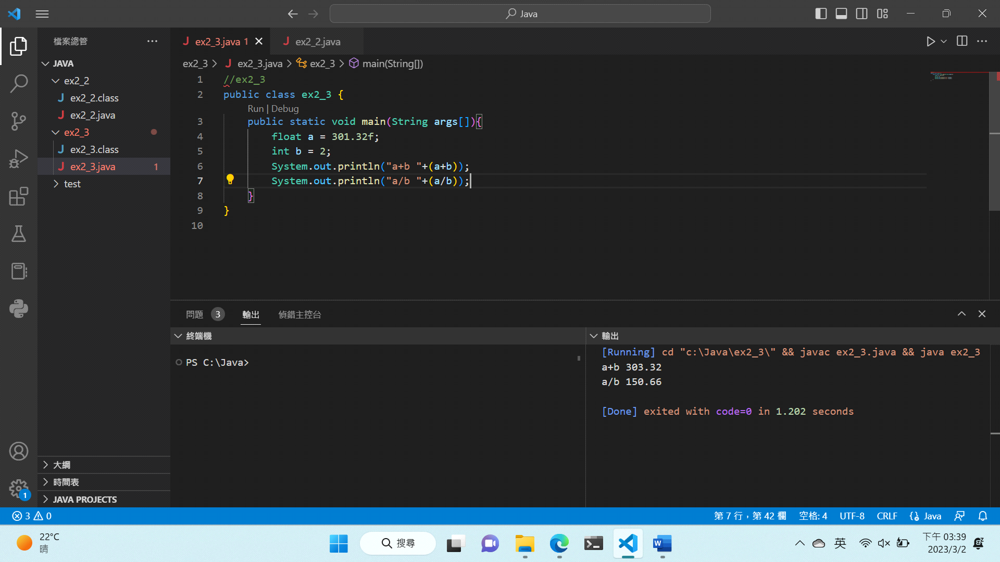 Java
檔案總管
JAVA
ex2_2
ex2_2.class
ex2_2.java
ex2_3
ex2_3.class
ex2_3.java 1
test
大綱
時間表
JAVA PROJECTS
ex2_3.java 1
ex2_2.java
ex2_3 > ex2_3.java > ex2_3 > main(String[])
1 //ex2_3
2 public class ex2_3 {
Run | Debug
3 public static void main(String args[]){
4 float a = 301.32f;
5 int b = 2;
6 System.out.println("a+b "+(a+b));
7 System.out.println("a/b "+(a/b));
8 }
9 }
10
問題 3 輸出 偵錯主控台
終端機
PS C:\Java>
輸出
[Running] cd "c:\Java\ex2_3\" && javac ex2_3.java && java ex2_3
a+b 303.32
a/b 150.66
[Done] exited with code=0 in 1.202 seconds
1
3 0
第 7 行,第 42 欄 空格: 4 UTF-8 CRLF Java
22°C
晴
搜尋
W
英
下午 03:39
2023/3/2